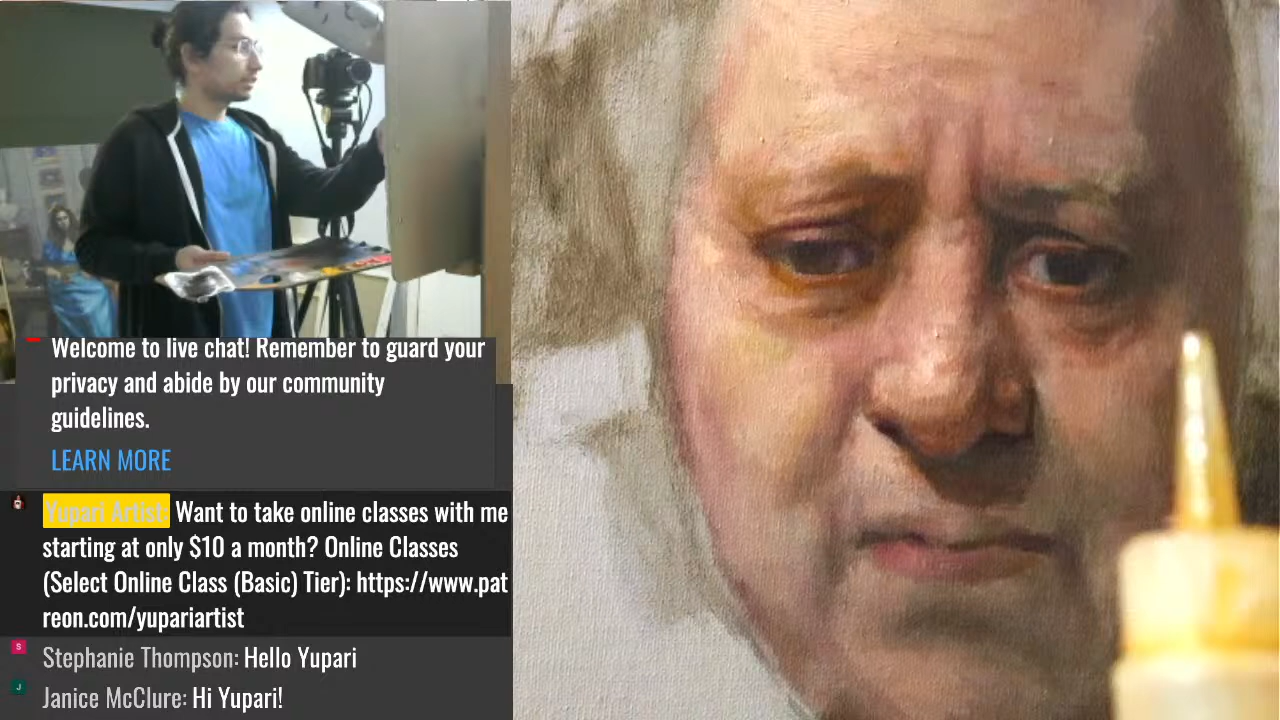 Welcome to live chat! Remember to guard your
privacy and abide by our community
guidelines.
LEARN MORE
Yupari Artist: Want to take online classes with me
starting at only $10 a month? Online Classes
(Select Online Class (Basic) Tier): https://www.pat
reon.com/yupariartist
S
Stephanie Thompson: Hello Yupari
J
Janice McClure: Hi Yupari!